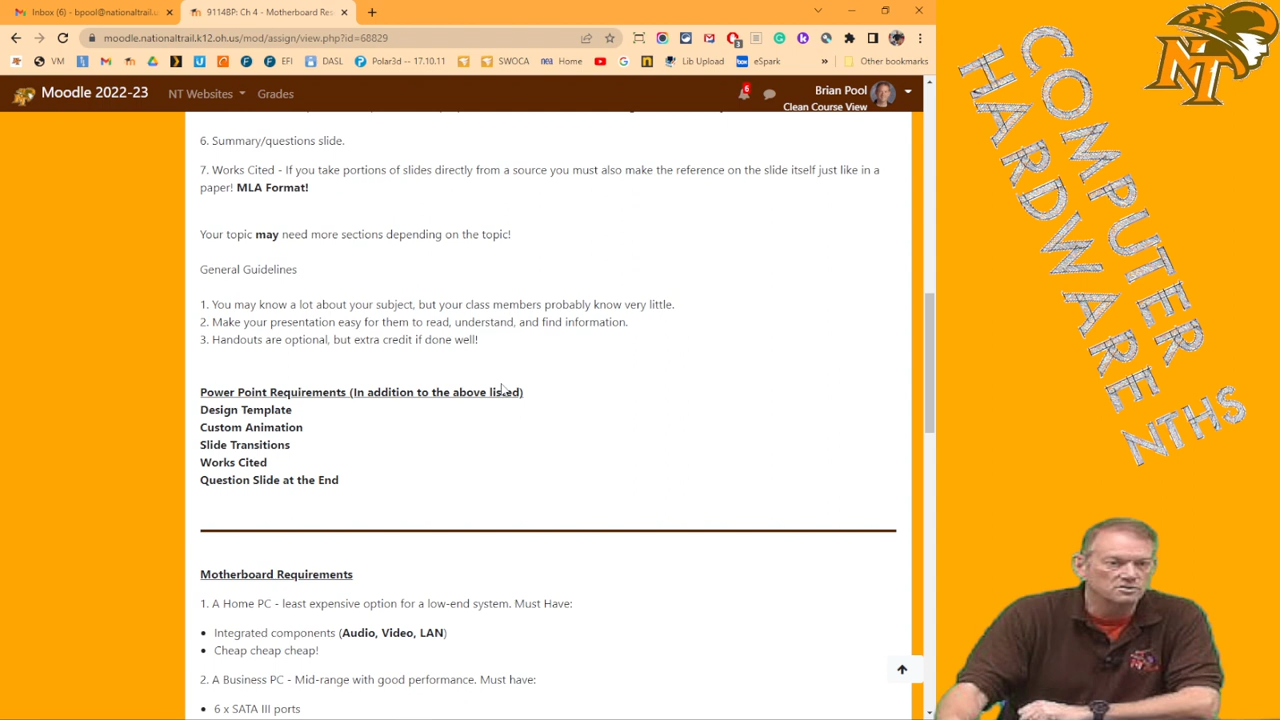 Inbox (6) - bpool@nationaltrail.
9114BP: Ch 4 - Motherboard Res
moodle.nationaltrail.k12.oh.us/mod/assign/view.php?id=68829
VM
EFI
DASL
Polar3d -- 17.10.11
SWOCA
Home
Lib Upload
eSpark
»
Other bookmarks
Moodle 2022-23
NT Websites
Grades
6
Brian Pool
Clean Course View
6. Summary/questions slide.
7. Works Cited - If you take portions of slides directly from a source you must also make the reference on the slide itself just like in a
paper! MLA Format!
Your topic may need more sections depending on the topic!
General Guidelines
1. You may know a lot about your subject, but your class members probably know very little.
2. Make your presentation easy for them to read, understand, and find information.
3. Handouts are optional, but extra credit if done well!
Power Point Requirements (In addition to the above listed)
Design Template
Custom Animation
Slide Transitions
Works Cited
Question Slide at the End
Motherboard Requirements
1. A Home PC - least expensive option for a low-end system. Must Have:
• Integrated components (Audio, Video, LAN)
• Cheap cheap cheap!
2. A Business PC - Mid-range with good performance. Must have:
• 6 x SATA III ports
NT
COMPUTER
HARDWARE
NTHS